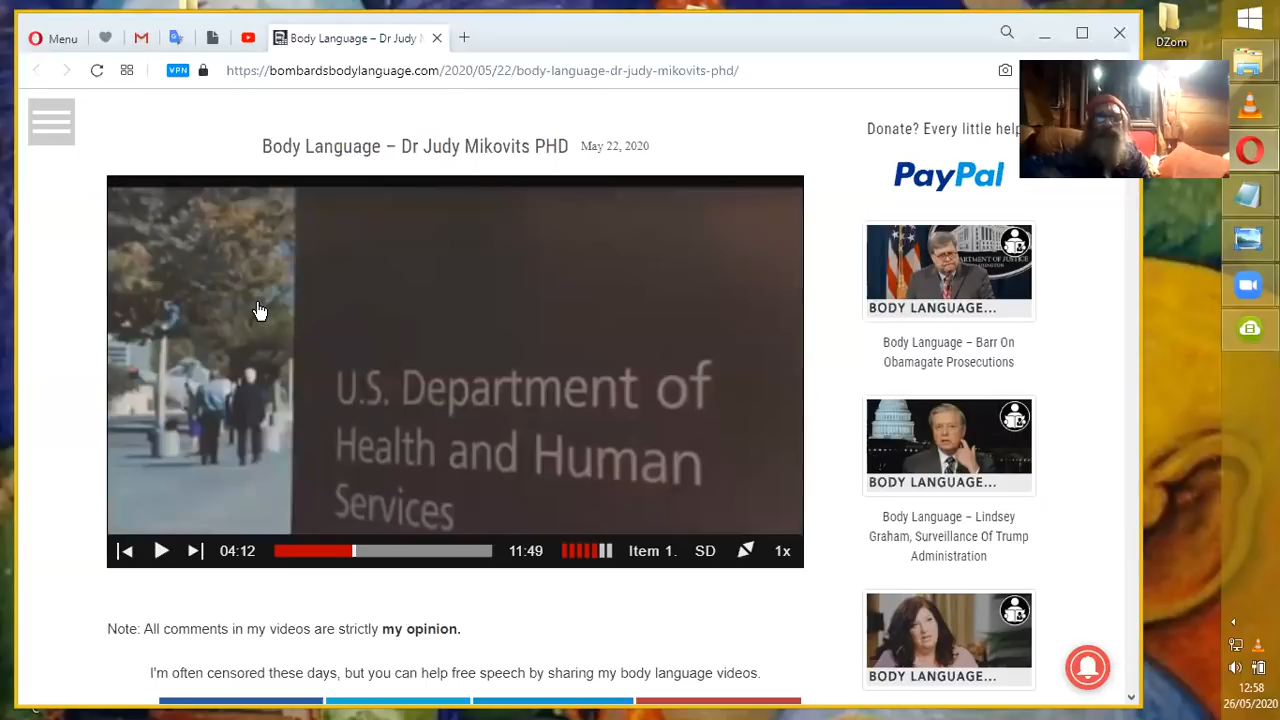 Menu
Body Language – Dr Judy M
https://bombardsbodylanguage.com/2020/05/22/body-language-dr-judy-mikovits-phd/
VPN
DZom
Body Language – Dr Judy Mikovits PHD
May 22, 2020
Donate? Every little help
PayPal
U.S. Department of
Health and Human
Services
04:12
11:49
Item 1.
SD
1x
DEPARTMENT OF JUSTICE
BODY LANGUAGE...
Body Language – Barr On
Obamagate Prosecutions
BODY LANGUAGE...
Body Language – Lindsey
Graham, Surveillance Of Trump
Administration
BODY LANGUAGE...
Note: All comments in my videos are strictly my opinion.
I'm often censored these days, but you can help free speech by sharing my body language videos.
12:58
26/05/2020